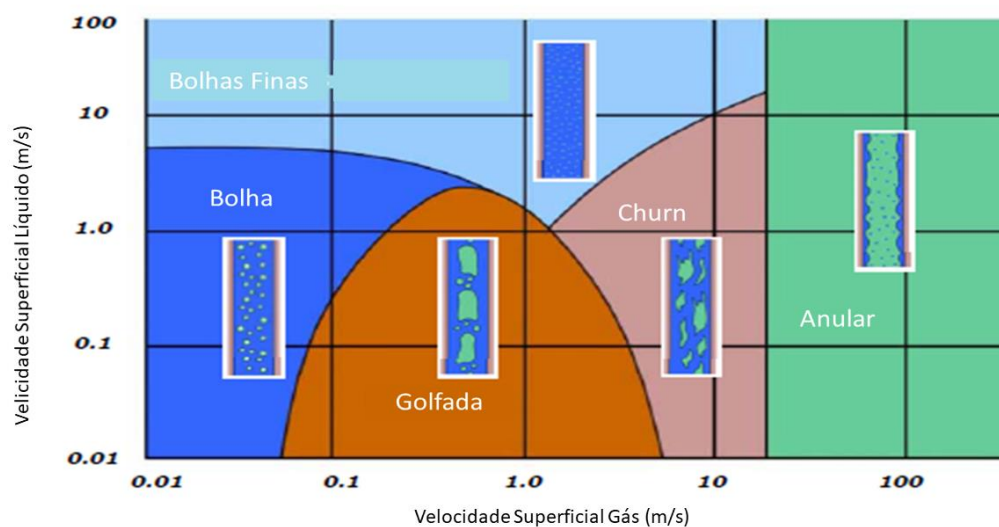 100
Bolhas Finas
10
Bolha
Churn
1.0
Anular
0.1
Golfada
0.01
0.01
0.1
1.0
10
100
Velicidade Superficial Líquido (m/s)
Velocidade Superficial Gás (m/s)